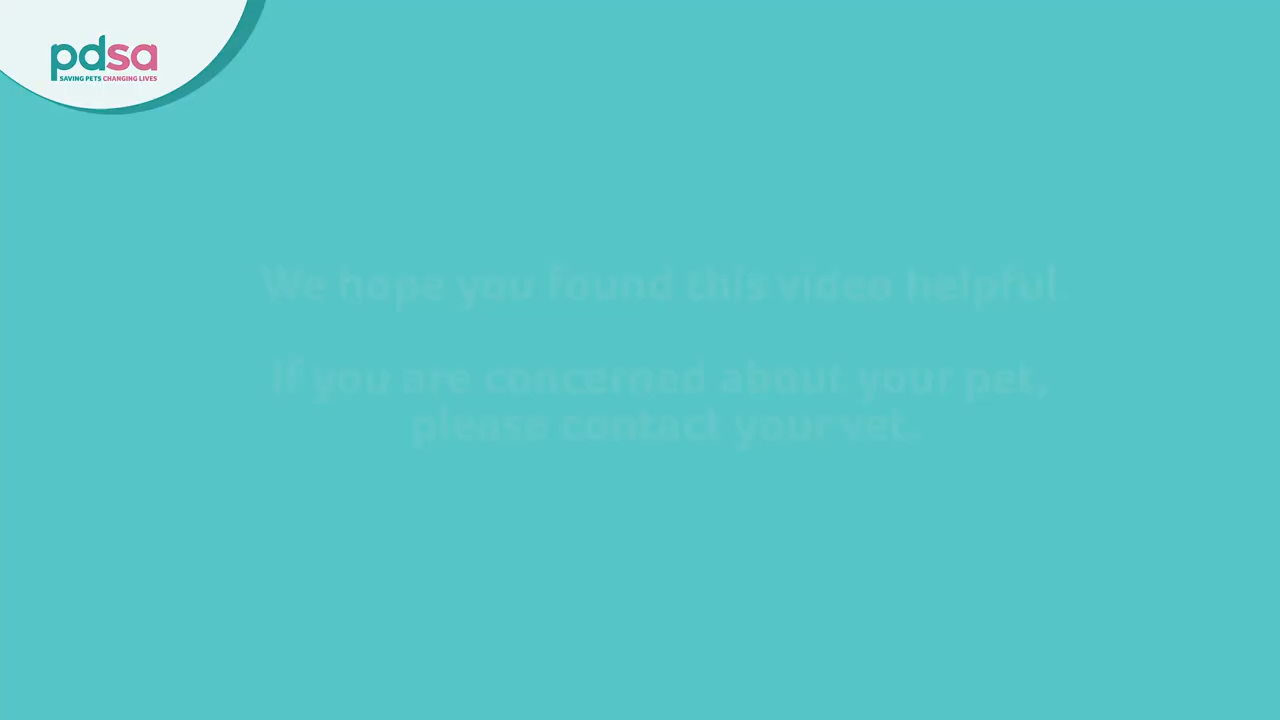 pdsa
SAVING PETS CHANGING LIVES
We hope you found this video helpful
If you are concerned about your pet,
please contact your vet.